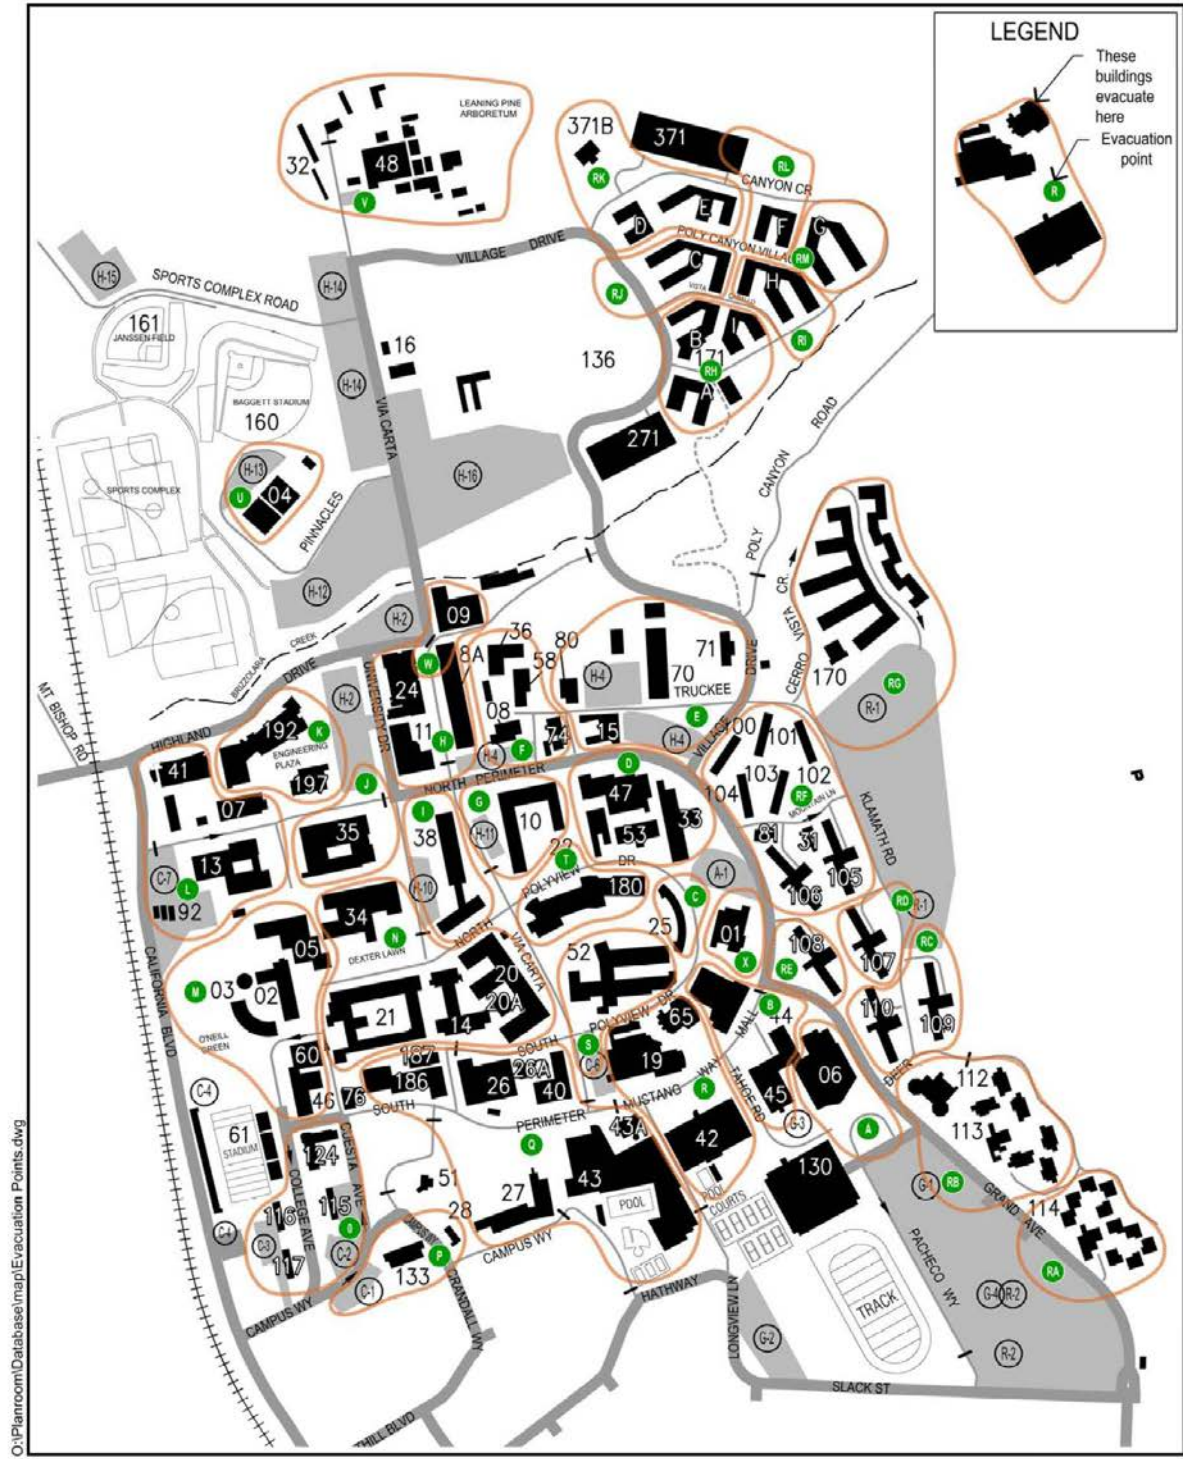 LEGEND
These
buildings
evacuate
here
Evacuation
point
R
LEANING PINE
ARBORETUM
32
48
V
371B
371
RL
RK
CANYON CR
E
D
F
G
POLY CANYON VILLAGE
RM
C
H
RJ
VILLAGE DRIVE
H-15
SPORTS COMPLEX ROAD
H-14
161
JANSSEN FIELD
16
136
B
I
171
RH
A
RI
H-14
BAGGETT STADIUM
160
VIA CARTA
271
POLY CANYON ROAD
H-13
U
04
SPORTS COMPLEX
PINNACLES
H-16
H-12
H-2
09
BRIZZOLARA CREEK
W
8A
36
80
58
H-4
70
71
TRUCKEE
VILLAGE DRIVE
CERRO VISTA CR.
170
RG
R-1
MT BISHOP RD
HIGHLAND DRIVE
H-2
UNIVERSITY DR
24
192
K
ENGINEERING
PLAZA
11
H
08
H-4
F
74
15
E
H-4
100
101
41
197
J
NORTH PERIMETER
D
103
102
104
RF
MOUNTAIN LN
KLAMATH RD
07
35
I
G
38
H-11
10
47
53
33
22
T
POLYVIEW DR
81
31
13
C-7
L
92
H-10
A-1
106
105
180
34
N
DEXTER LAWN
NORTH
VIA CARTA
C
25
01
X
RD
R-1
05
M
03
02
52
108
RE
107
RC
O'NEILL
GREEN
CALIFORNIA BLVD
20
20A
21
14
POLYVIEW DR
65
MALL
B
44
110
109
60
187
SOUTH
S
186
26
26A
40
C-6
19
WAY
TAHOE RD
45
06
DEER
112
C-4
46
76
SOUTH
PERIMETER
MUSTANG
R
G-3
A
113
61
STADIUM
CUESTA AVE
124
Q
43A
42
43
130
G-1
RB
GRAND AVE
114
COLLEGE AVE
51
27
28
POOL
POOL
COURTS
115
116
O
C-4
C-3
C-2
117
C-1
133
CAMPUS WY
P
CAMPUS WY
CRANDALL WY
CAMPUS WY
HATHWAY
LONGVIEW LN
G-2
TRACK
PACHECO WY
RA
G-4
R-2
R-2
SLACK ST
THILL BLVD
P
O:\Planroom\Database\map\Evacuation Points.dwg